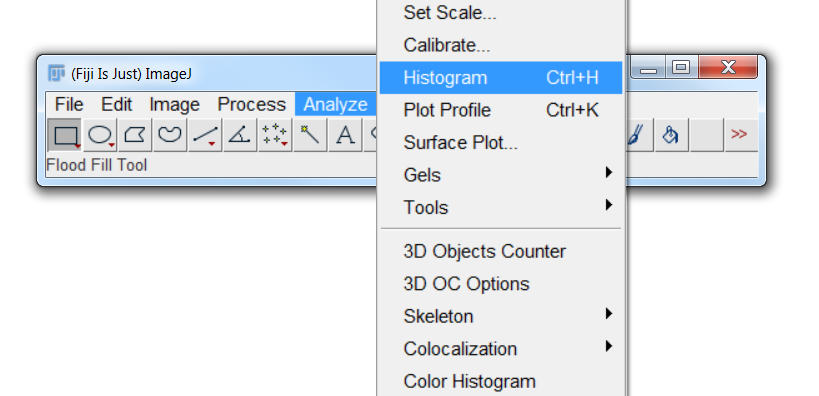 Set Scale...
Calibrate...
(Fiji Is Just) ImageJ
Histogram Ctrl+H
File Edit Image Process Analyze
Plot Profile Ctrl+K
A
>>
Surface Plot...
Flood Fill Tool
Gels
Tools
3D Objects Counter
3D OC Options
Skeleton
Colocalization
Color Histogram